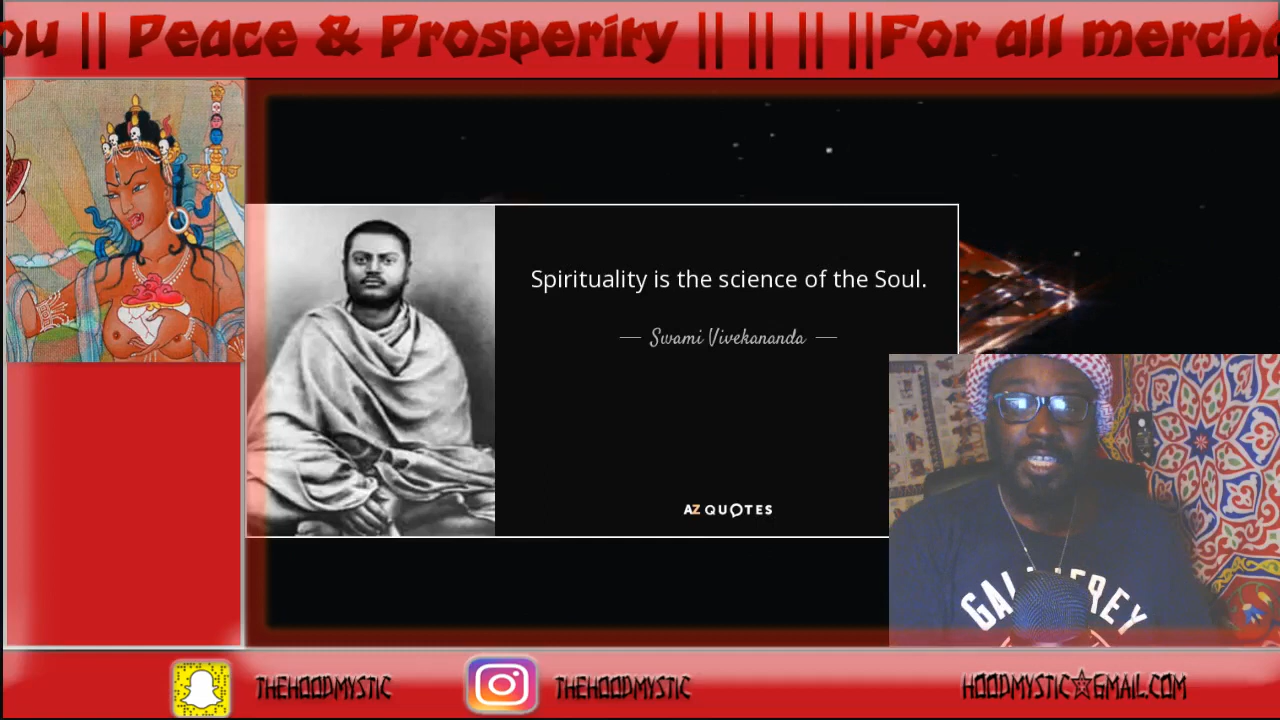 ou || Peace & Prosperity || || || ||For all mercha
Spirituality is the science of the Soul.
— Swami Vivekananda —
AZ QUOTES
THEHOODMYSTIC
THEHOODMYSTIC
HOODMYSTIC☆GMAIL.COM